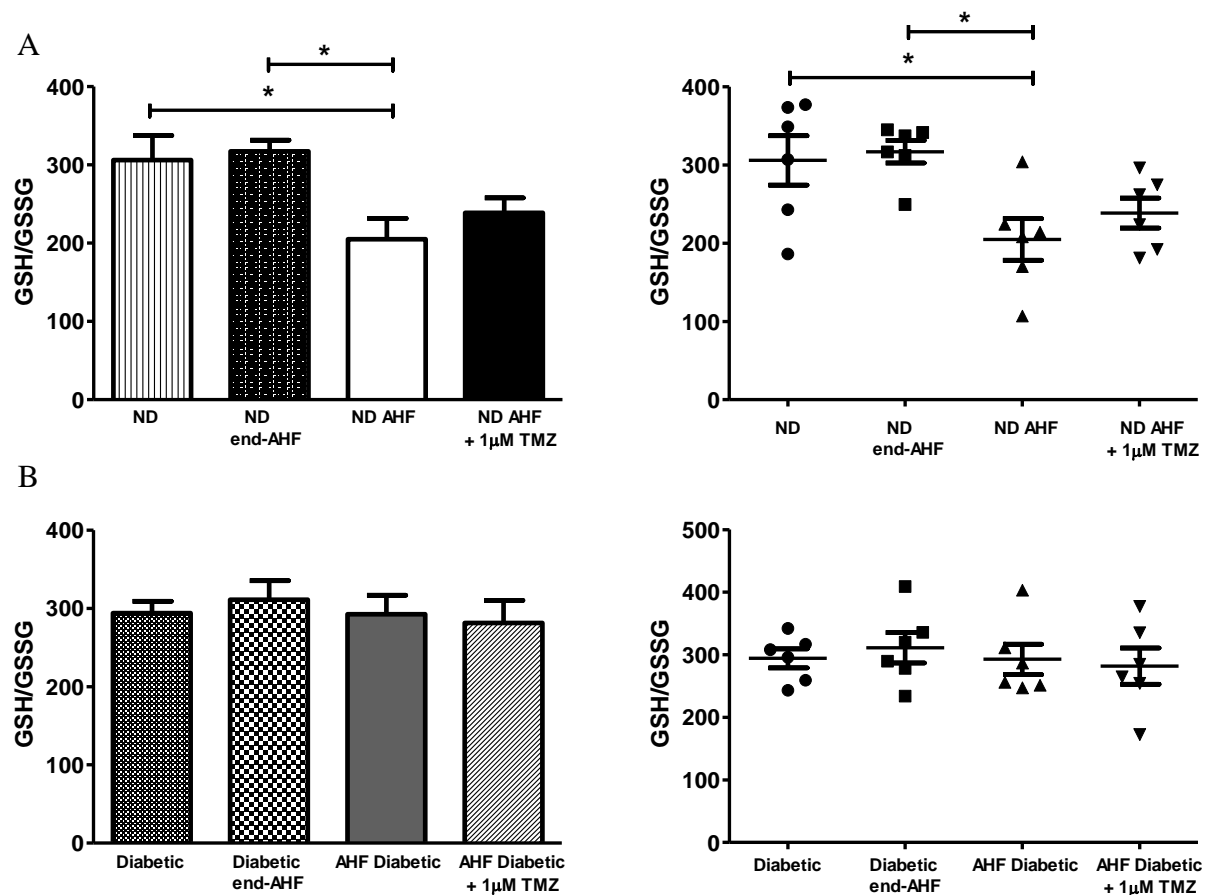 A
*
*
400
300
200
100
0
GSH/GSSG
ND
ND
end-AHF
ND AHF
ND AHF
+ 1μM TMZ
*
*
400
300
200
100
0
GSH/GSSG
ND
ND
end-AHF
ND AHF
ND AHF
+ 1μM TMZ
B
400
300
200
100
0
GSH/GSSG
Diabetic
Diabetic
end-AHF
AHF Diabetic
AHF Diabetic
+ 1μM TMZ
500
400
300
200
100
0
GSH/GSSG
Diabetic
Diabetic
end-AHF
AHF Diabetic
AHF Diabetic
+ 1μM TMZ